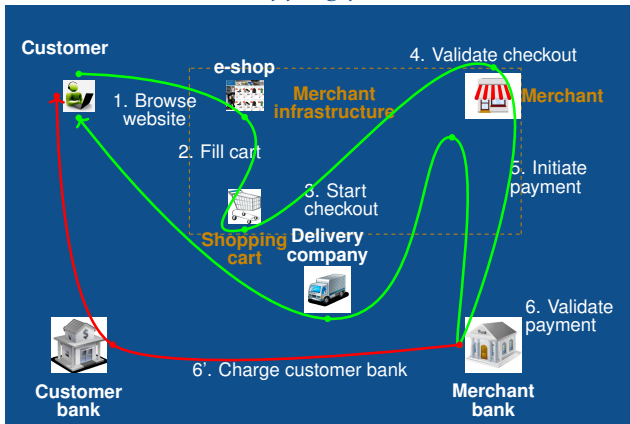 Customer
e-shop
4. Validate checkout
1. Browse
website
Merchant
infrastructure
Merchant
2. Fill cart
3. Start
checkout
5. Initiate
payment
Shopping
cart
Delivery
company
6. Validate
payment
6'. Charge customer bank
Customer
bank
Merchant
bank